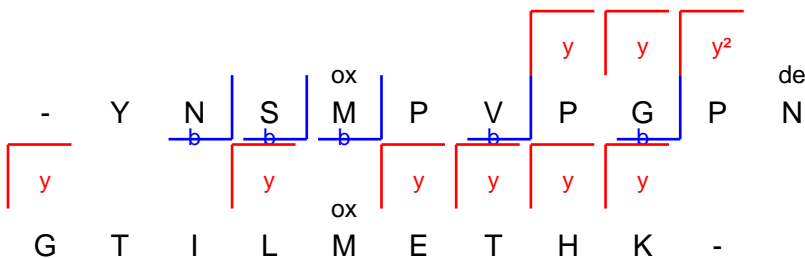 y y y²
ox de
- Y N S M P V P G P N
b b b b b
y y y y y y
ox
G T I L M E T H K -